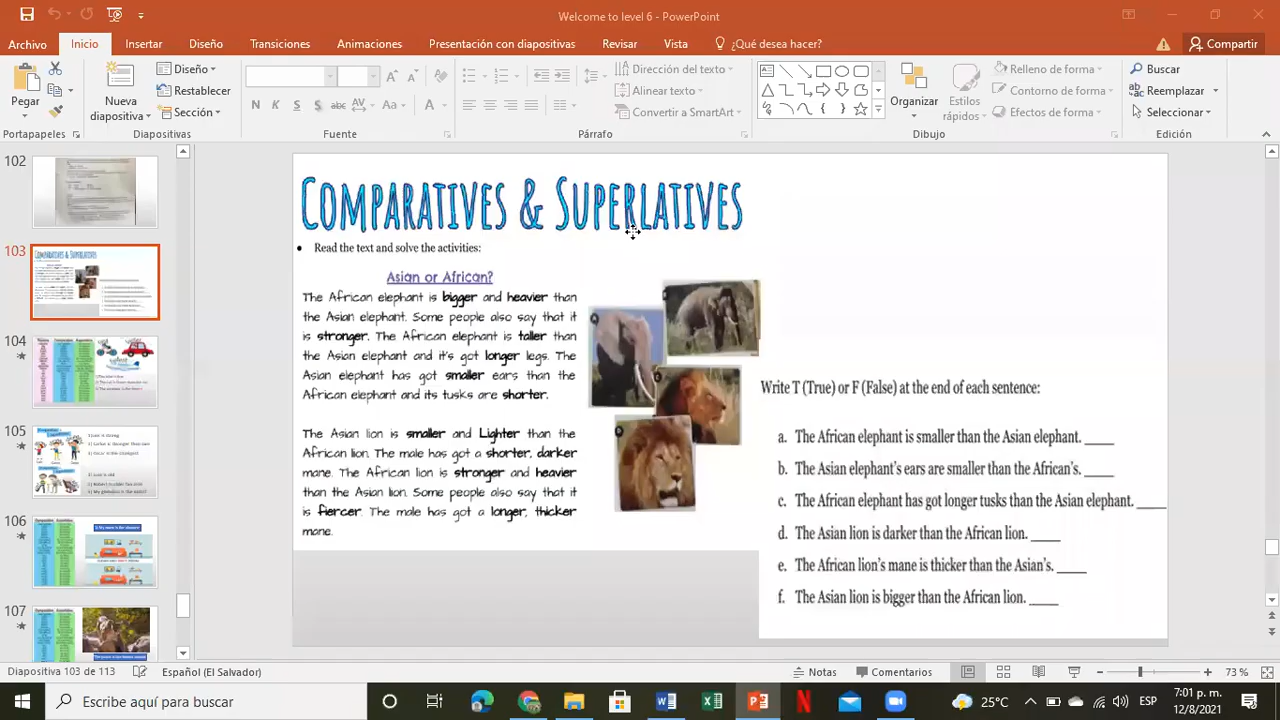 Welcome to level 6 - PowerPoint
Archivo Inicio Insertar Diseño Transiciones Animaciones Presentación con diapositivas Revisar Vista ¿Qué desea hacer? Compartir
Pegar
Nueva diapositiva
Diseño
Restablecer
Sección
N K S S abc AV Aa A
Dirección del texto
Alinear texto
Convertir a SmartArt
Organizar
Estilos rápidos
Relleno de forma
Contorno de forma
Efectos de forma
Buscar
Reemplazar
Seleccionar
Portapapeles Diapositivas Fuente Párrafo Dibujo Edición
102
103
104
105
106
107
COMPARATIVES & SUPERLATIVES
• Read the text and solve the activities:
Asian or African?
The African elephant is bigger and heavier than
the Asian elephant. Some people also say that it
is stronger. The African elephant is taller than
the Asian elephant and it's got longer legs. The
Asian elephant has got smaller ears than the
African elephant and its tusks are shorter.
The Asian lion is smaller and Lighter than the
African lion. The male has got a shorter, darker
mane. The African lion is stronger and heavier
than the Asian lion. Some people also say that it
is fiercer. The male has got a longer, thicker
mane.
Write T (True) or F (False) at the end of each sentence:
a. The African elephant is smaller than the Asian elephant. ____
b. The Asian elephant's ears are smaller than the African's. ____
c. The African elephant has got longer tusks than the Asian elephant. ____
d. The Asian lion is darker than the African lion. ____
e. The African lion's mane is thicker than the Asian's. ____
f. The Asian lion is bigger than the African lion. ____
Diapositiva 103 de 113 Español (El Salvador) Notas Comentarios 73 %
Escribe aquí para buscar 25°C ESP 7:01 p. m.
12/8/2021